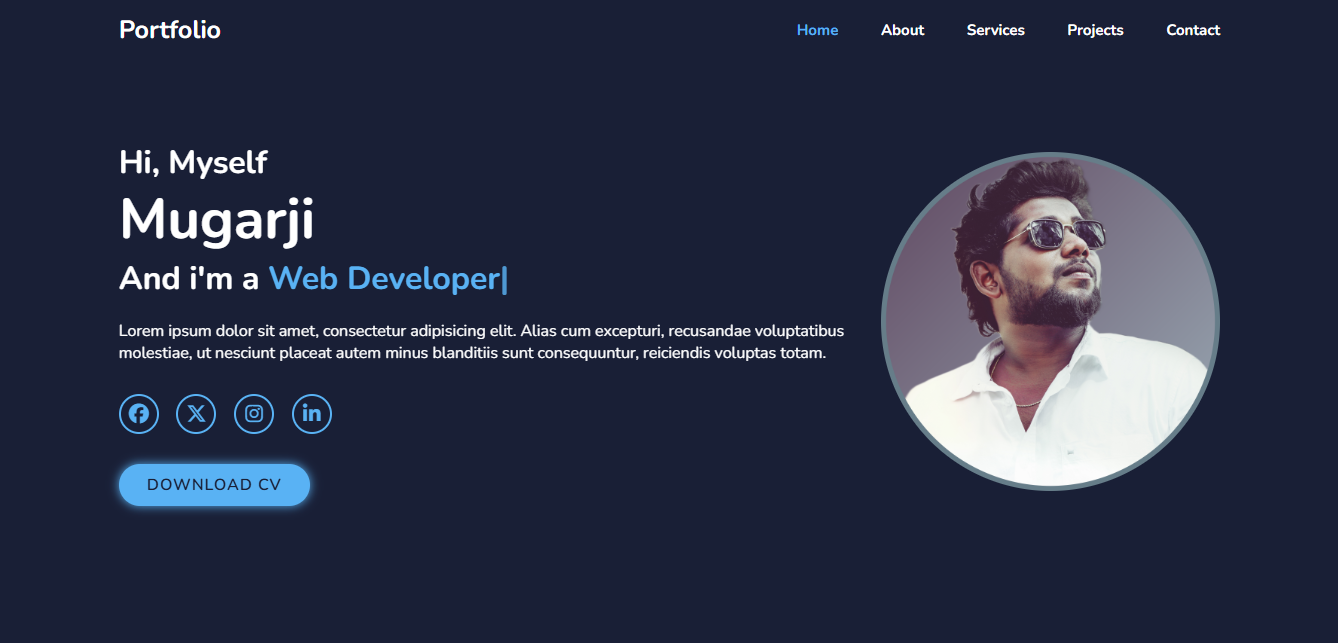 Portfolio
Home About Services Projects Contact
Hi, Myself
Mugarji
And i'm a Web Developer|
Lorem ipsum dolor sit amet, consectetur adipisicing elit. Alias cum excepturi, recusandae voluptatibus
molestiae, ut nesciunt placeat autem minus blanditiis sunt consequuntur, reiciendis voluptas totam.
DOWNLOAD CV